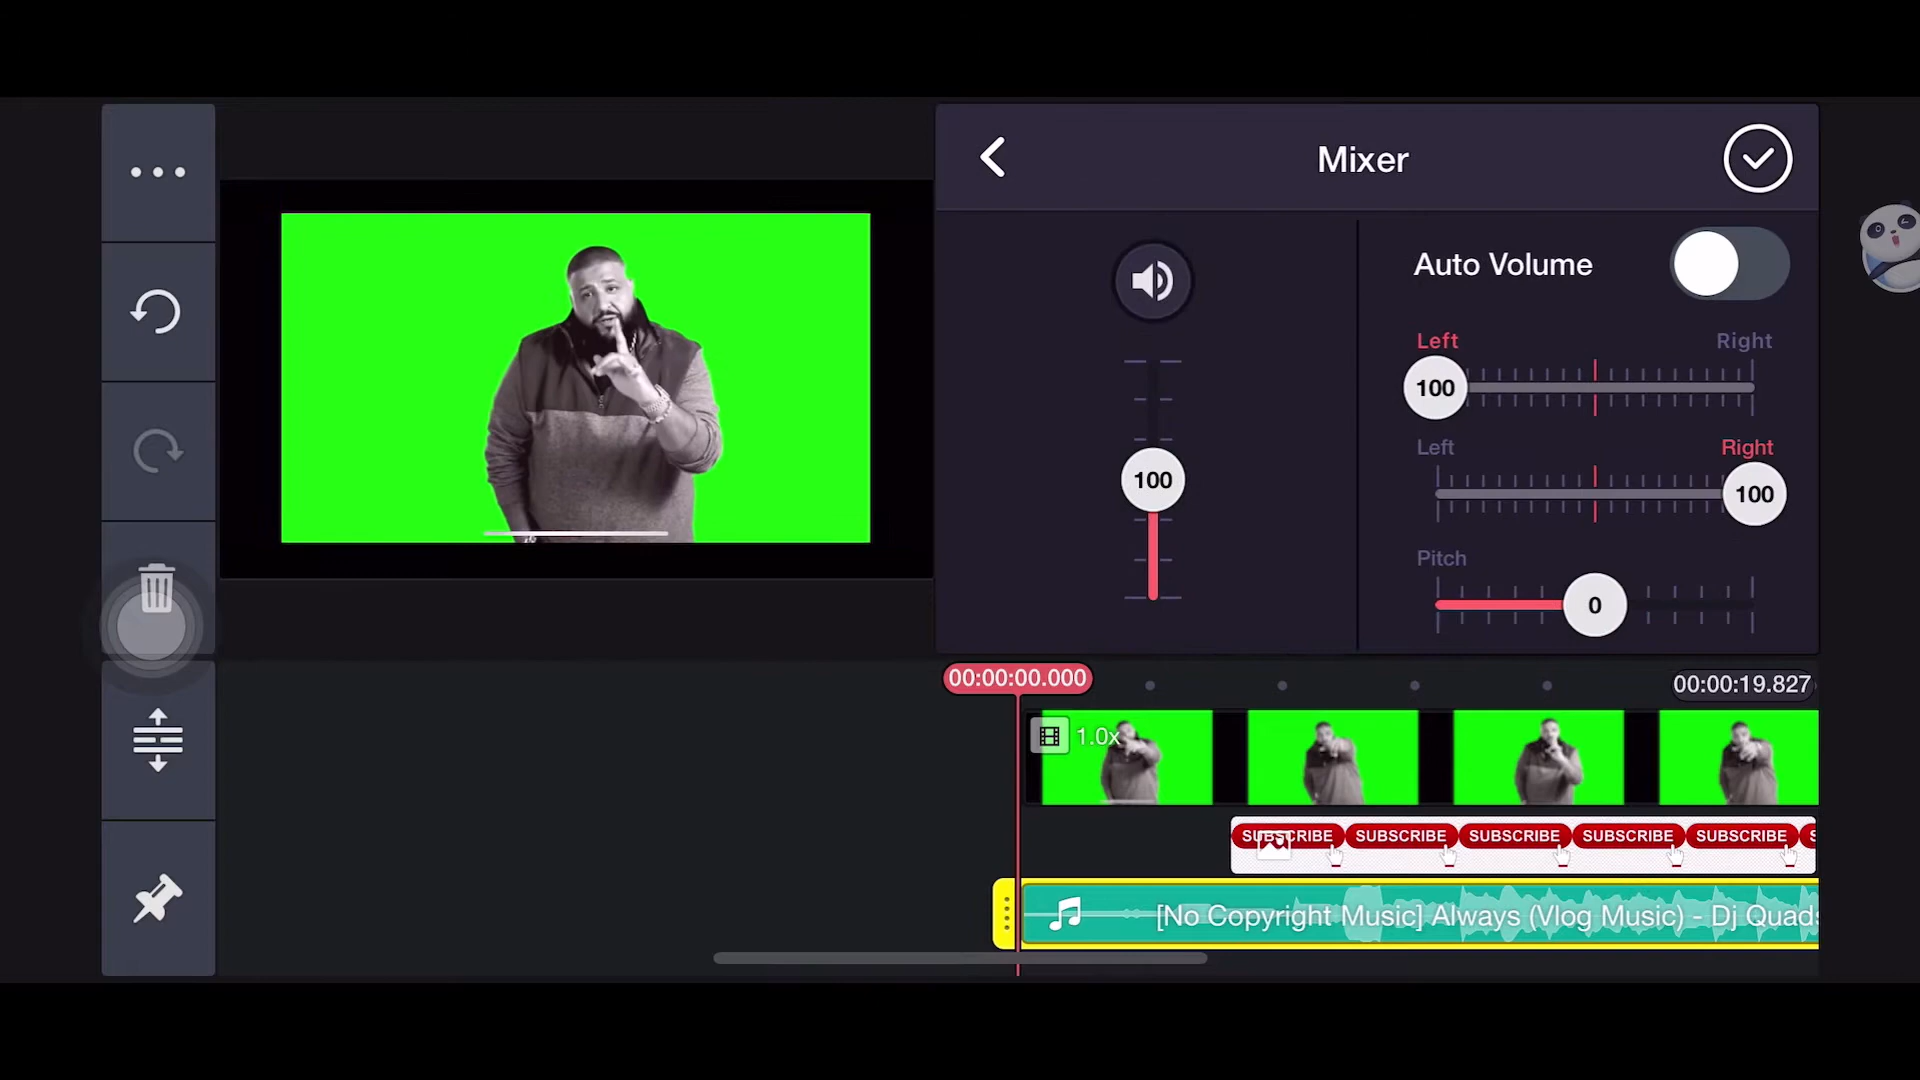 Mixer
Auto Volume
Left Right
100
Left Right
100
100
Pitch
0
00:00:00.000
00:00:19.827
1.0x
SUBSCRIBE SUBSCRIBE SUBSCRIBE SUBSCRIBE SUBSCRIBE S
[No Copyright Music] Always (Vlog Music) - Dj Quads